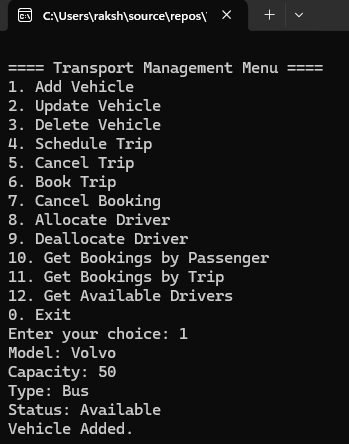 C:\Users\raksh\source\repos\
==== Transport Management Menu ====
1. Add Vehicle
2. Update Vehicle
3. Delete Vehicle
4. Schedule Trip
5. Cancel Trip
6. Book Trip
7. Cancel Booking
8. Allocate Driver
9. Deallocate Driver
10. Get Bookings by Passenger
11. Get Bookings by Trip
12. Get Available Drivers
0. Exit
Enter your choice: 1
Model: Volvo
Capacity: 50
Type: Bus
Status: Available
Vehicle Added.